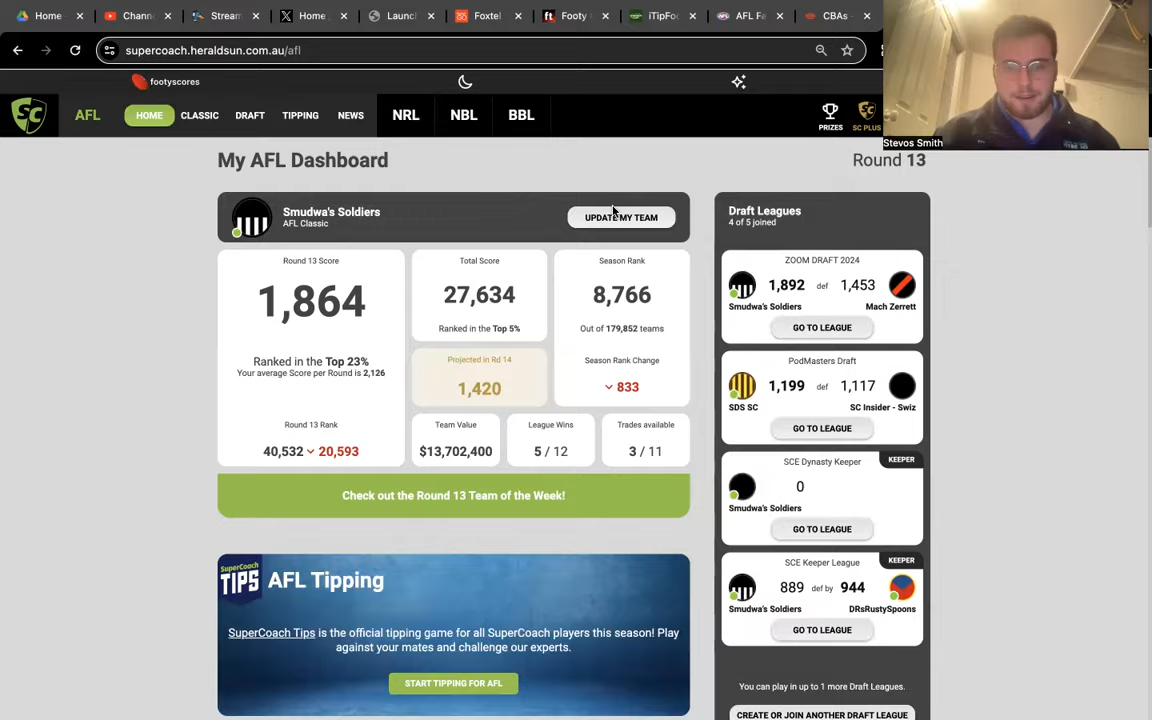 Home
Chann
Stream
Home
Launc
Foxtel
ft
Footy
iTipFoo
AFL Fa
CBAs
supercoach.heraldsun.com.au/afl
footyscores
SC
AFL
HOME
CLASSIC
DRAFT
TIPPING
NEWS
NRL
NBL
BBL
PRIZES
SC
SC PLUS
Stevos Smith
My AFL Dashboard
Round 13
Smudwa's Soldiers
AFL Classic
UPDATE MY TEAM
Round 13 Score
1,864
Ranked in the Top 23%
Your average Score per Round is 2,126
Round 13 Rank
40,532 20,593
Total Score
27,634
Ranked in the Top 5%
Season Rank
8,766
Out of 179,852 teams
Projected in Rd 14
1,420
Season Rank Change
833
Team Value
$13,702,400
League Wins
5 / 12
Trades available
3 / 11
Check out the Round 13 Team of the Week!
SuperCoach
TIPS
AFL Tipping
SuperCoach Tips is the official tipping game for all SuperCoach players this season! Play
against your mates and challenge our experts.
START TIPPING FOR AFL
Draft Leagues
4 of 5 joined
ZOOM DRAFT 2024
1,892 def 1,453
Smudwa's Soldiers
Mach Zerrett
GO TO LEAGUE
PodMasters Draft
1,199 def 1,117
SDS SC
SC Insider - Swiz
GO TO LEAGUE
KEEPER
SCE Dynasty Keeper
0
Smudwa's Soldiers
GO TO LEAGUE
KEEPER
SCE Keeper League
889 def by 944
Smudwa's Soldiers
DRsRustySpoons
GO TO LEAGUE
You can play in up to 1 more Draft Leagues.
CREATE OR JOIN ANOTHER DRAFT LEAGUE